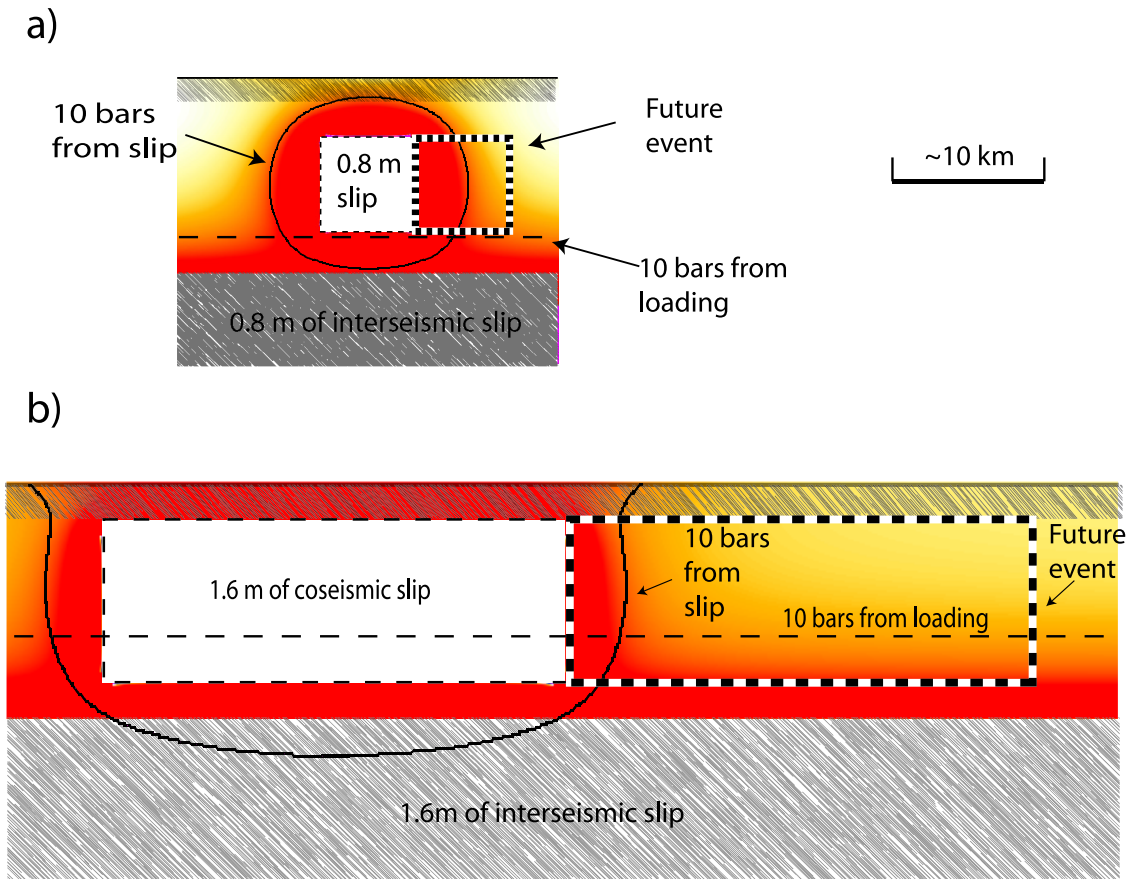 a)
10 bars
from slip
0.8 m
slip
Future
event
~10 km
10 bars from
loading
0.8 m of interseismic slip
b)
1.6 m of coseismic slip
10 bars
from
slip
Future
event
10 bars from loading
1.6m of interseismic slip